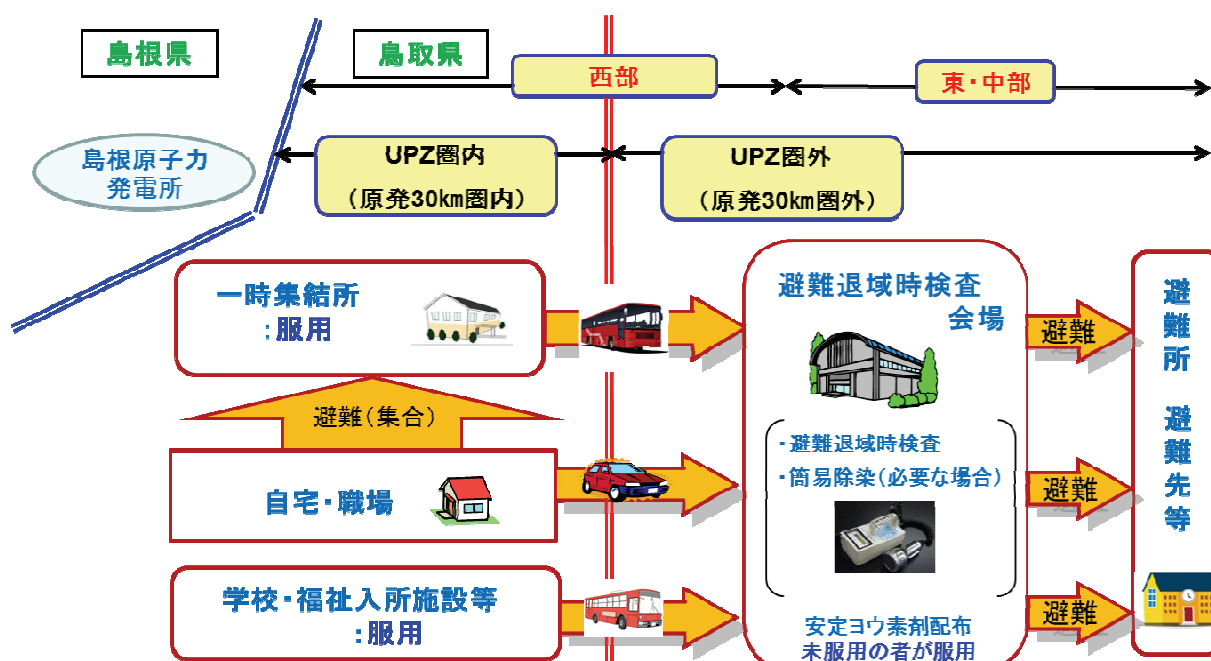 島根県
鳥取県
西部
東・中部
島根原子力
発電所
UPZ圏内
（原発30km圏内）
UPZ圏外
（原発30km圏外）
一時集結所
：服用
避難退域時検査
会場
避難
避難所　避難先等
避難（集合）
・避難退域時検査
・簡易除染（必要な場合）
自宅・職場
避難
学校・福祉入所施設等
：服用
避難
安定ヨウ素剤配布
未服用の者が服用